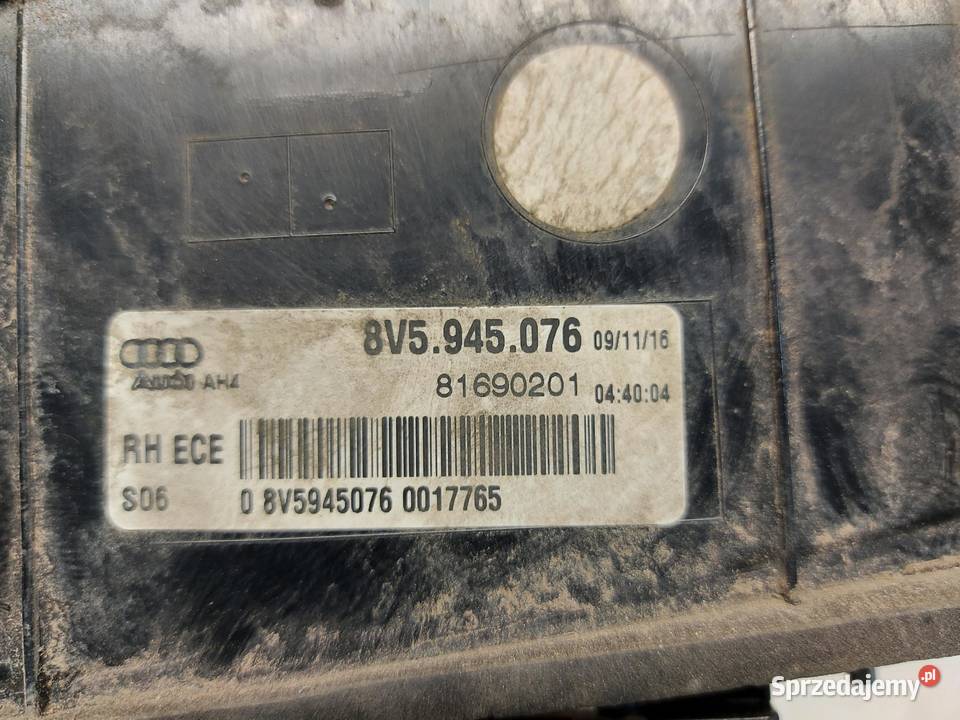 8V5.945.076 09/11/16
AUDI AH4 81690201 04:40:04
RH ECE
S06 0 8V5945076 0017765
Sprzedajemy.pl